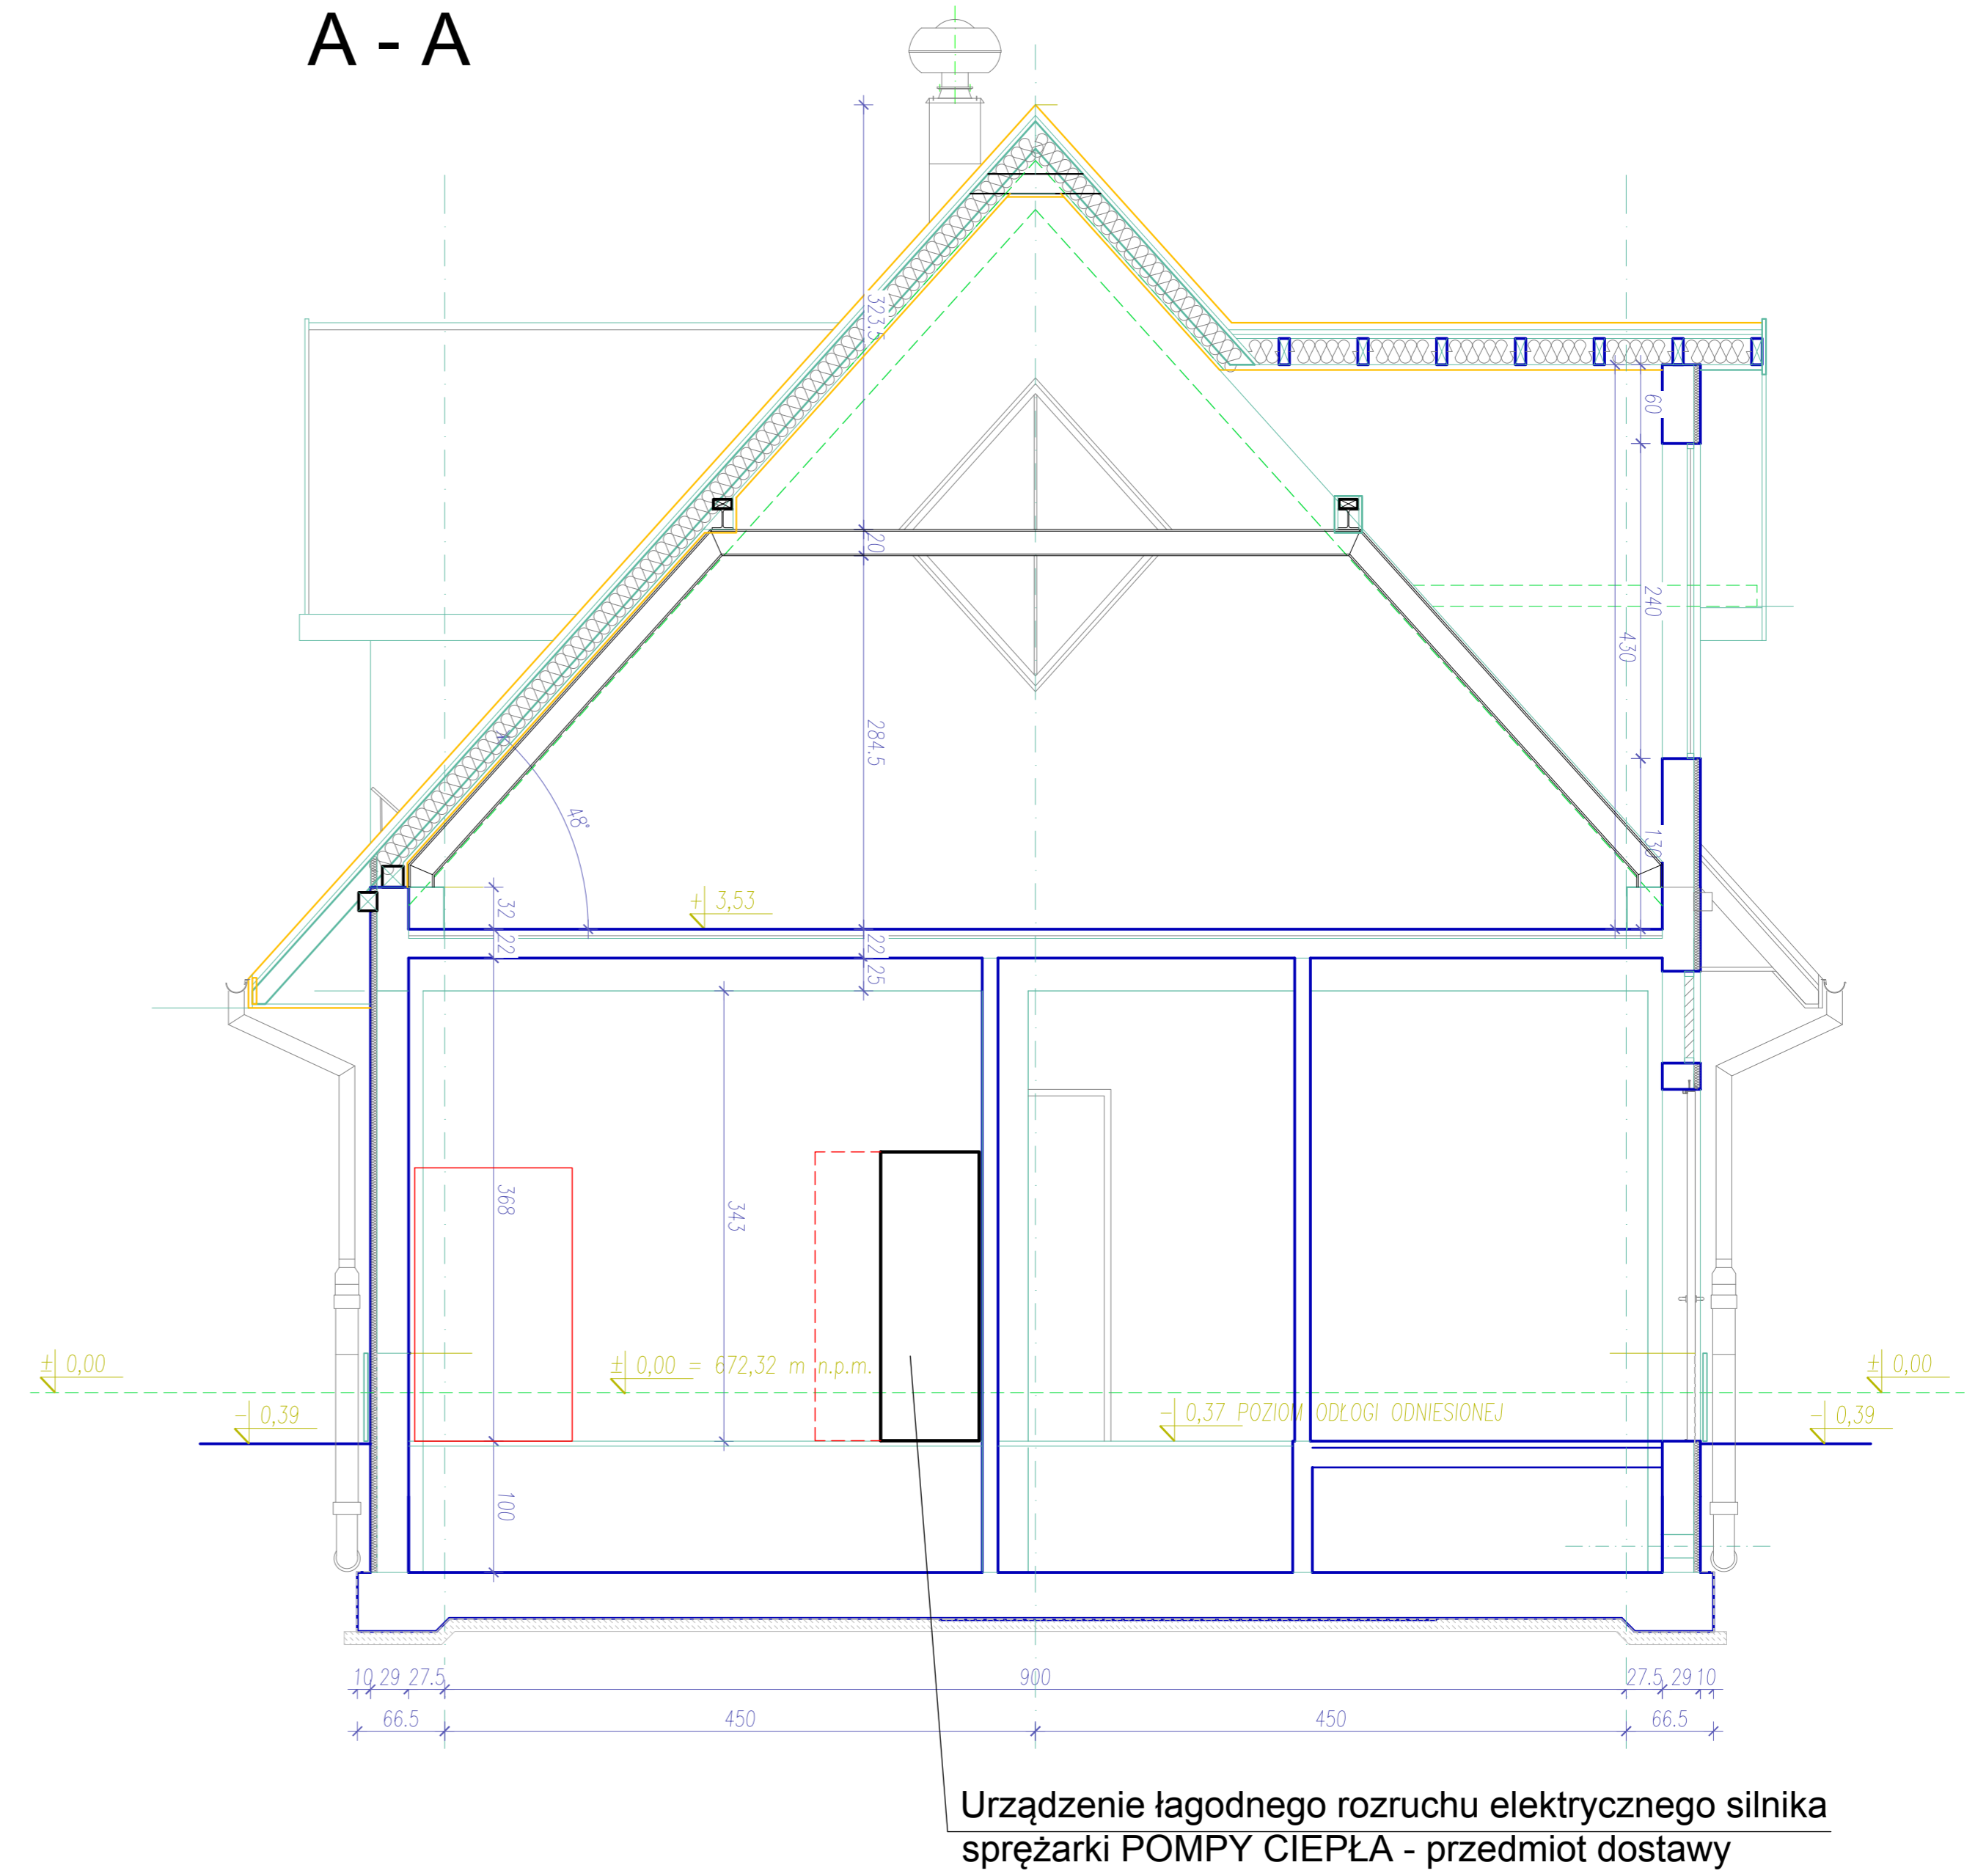 A - A
323.5
60
20
240
430
284.5
48°
130
+ 3,53
32
22
22
25
368
343
± 0,00
± 0,00 = 672,32 m n.p.m.
± 0,00
- 0,39
- 0,37 POZIOM ODŁOGI ODNIESIONEJ
- 0,39
100
10 29 27.5 900 27.5 29 10
66.5 450 450 66.5
Urządzenie łagodnego rozruchu elektrycznego silnika
sprężarki POMPY CIEPŁA - przedmiot dostawy